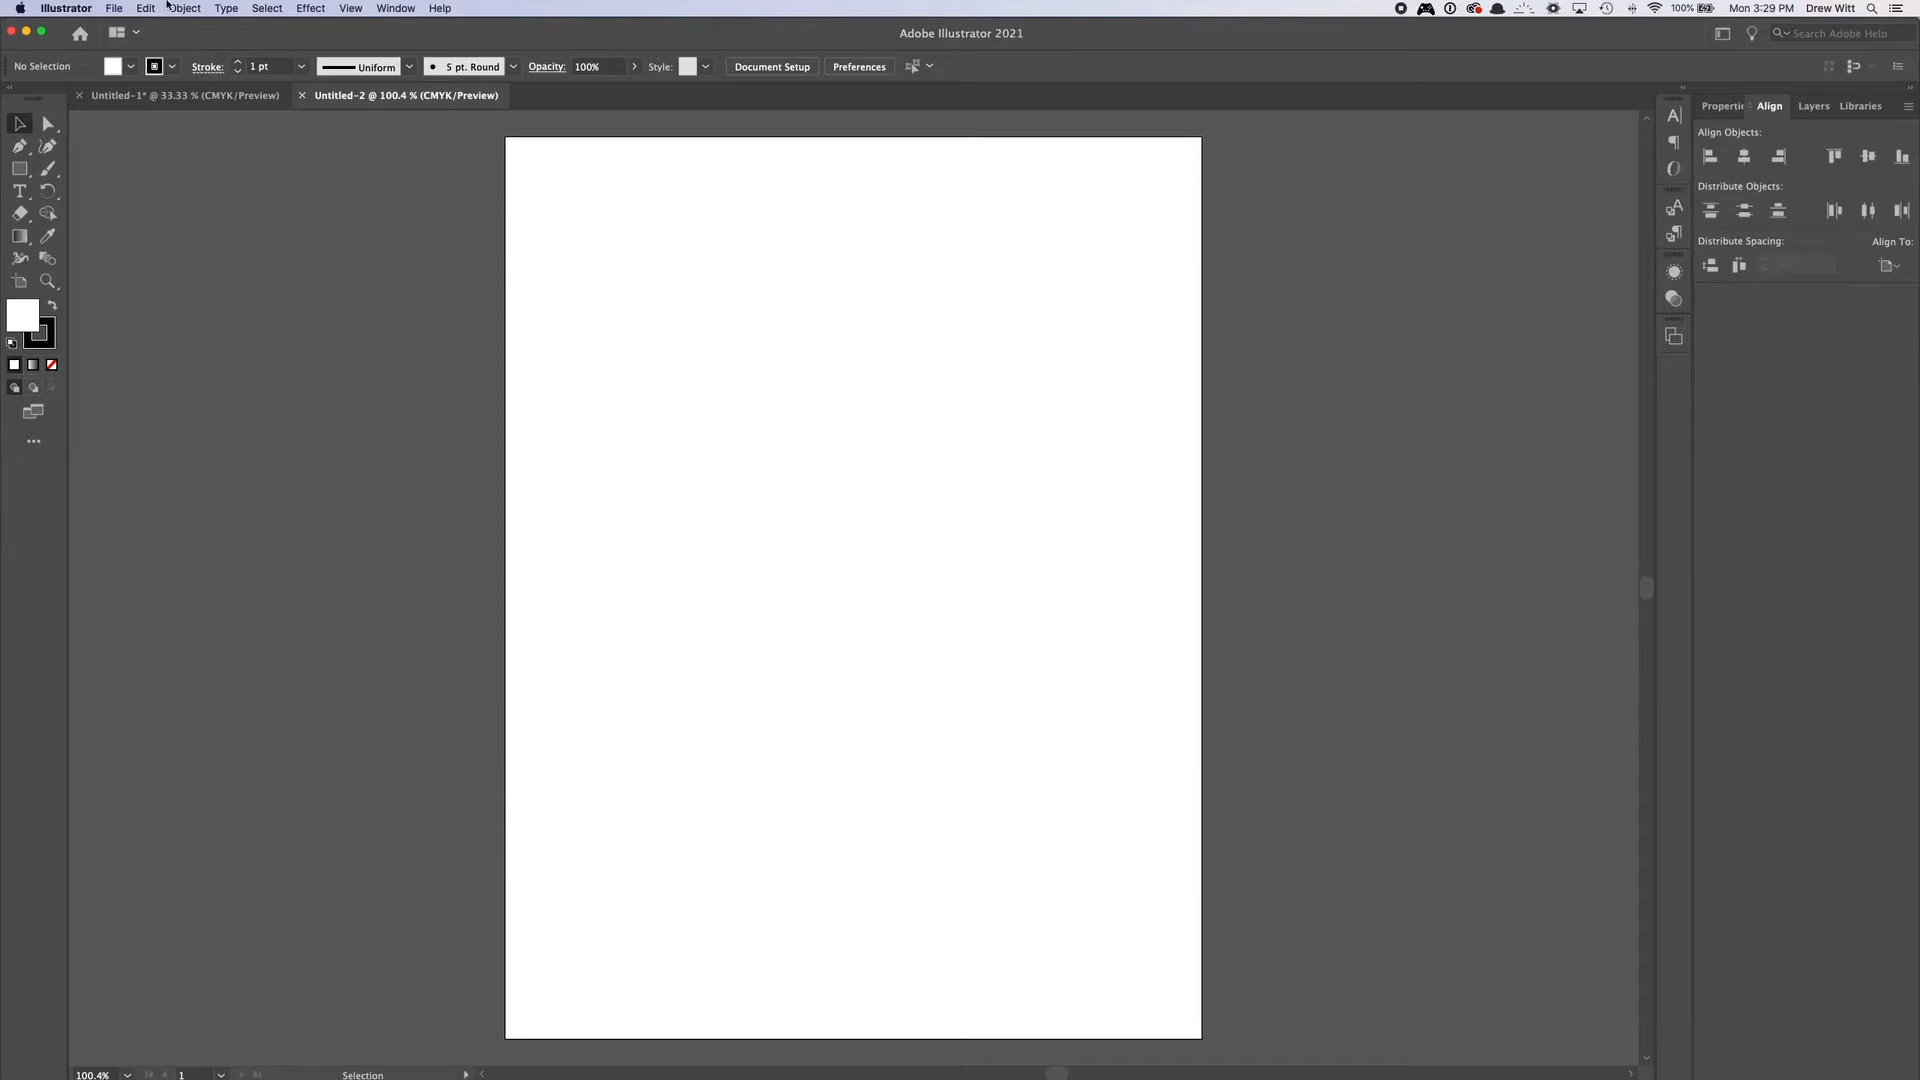 Illustrator File Edit Object Type Select Effect View Window Help 100% Mon 3:29 PM Drew Witt
Adobe Illustrator 2021 Search Adobe Help
No Selection Stroke: 1 pt Uniform 5 pt. Round Opacity: 100% Style: Document Setup Preferences
Untitled-1* @ 33.33 % (CMYK/Preview) Untitled-2 @ 100.4 % (CMYK/Preview)
Properti Align Layers Libraries
Align Objects:
Distribute Objects:
Distribute Spacing: Align To:
100.4% 1 Selection